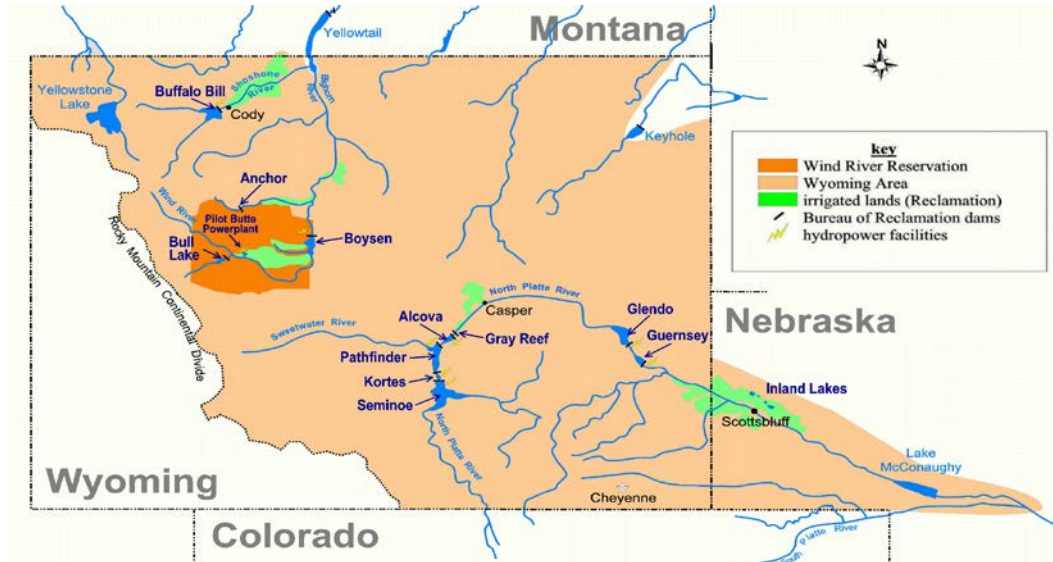 Yellowtail
Montana
N
Yellowstone
Lake
Shoshone
River
Bighorn
River
Buffalo Bill
Cody
Keyhole
key
Wind River Reservation
Wyoming Area
irrigated lands (Reclamation)
Bureau of Reclamation dams
hydropower facilities
Anchor
Wind River
Pilot Butte
Powerplant
Bull
Lake
Boysen
Rocky Mountain Continental Divide
North Platte River
Casper
Sweetwater River
Alcova
Gray Reef
Glendo
Guernsey
Nebraska
Pathfinder
Kortes
Seminoe
Inland Lakes
Scottsbluff
North Platte River
Lake
McConaughy
Wyoming
Cheyenne
Colorado
South Platte River